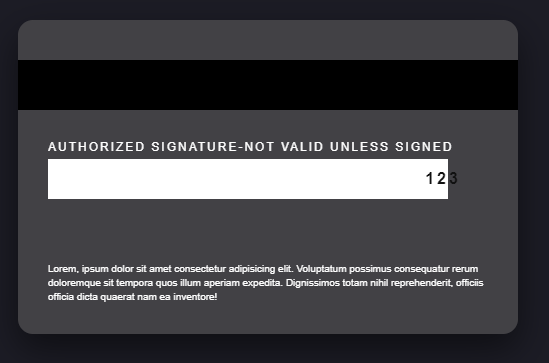 AUTHORIZED SIGNATURE-NOT VALID UNLESS SIGNED
123
Lorem, ipsum dolor sit amet consectetur adipisicing elit. Voluptatum possimus consequatur rerum
doloremque sit tempora quos illum aperiam expedita. Dignissimos totam nihil reprehenderit, officiis
officia dicta quaerat nam ea inventore!